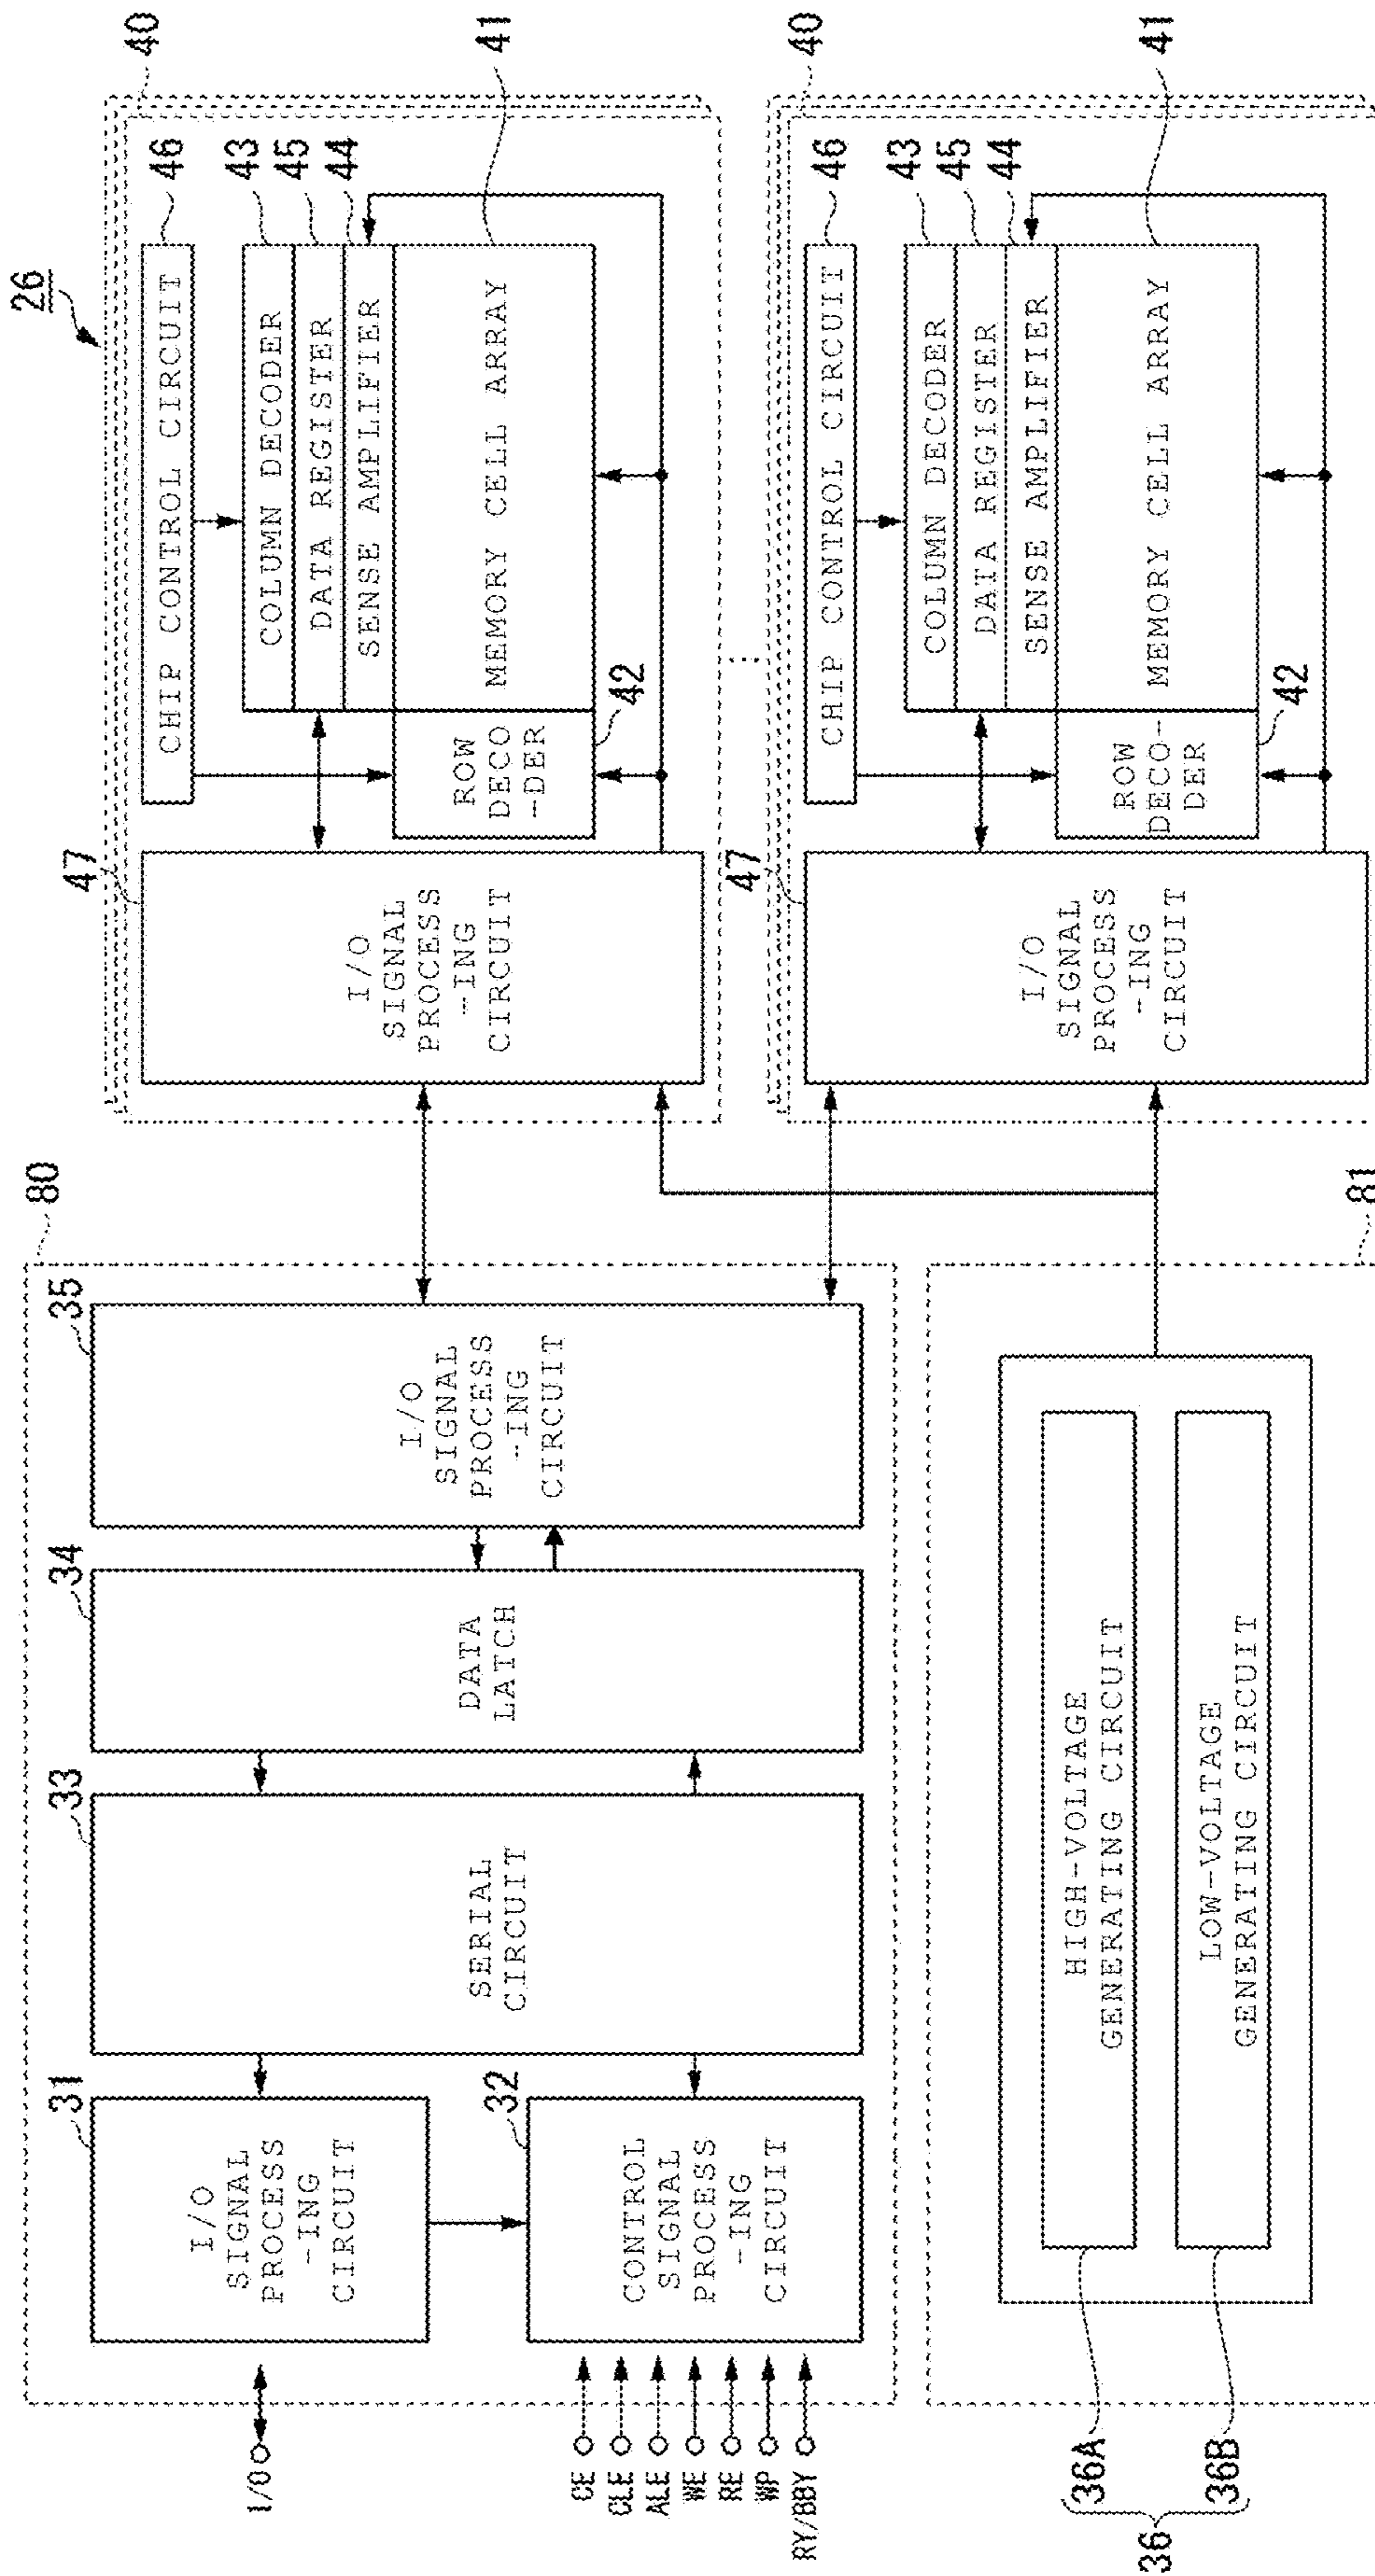 26
40
46
CHIP CONTROL CIRCUIT
43
COLUMN DECODER
45
DATA REGISTER
44
SENSE AMPLIFIER
41
MEMORY CELL ARRAY
42
ROW
DECO
-DER
47
I/O
SIGNAL
PROCESS
-ING
CIRCUIT
40
46
CHIP CONTROL CIRCUIT
43
COLUMN DECODER
45
DATA REGISTER
44
SENSE AMPLIFIER
41
MEMORY CELL ARRAY
42
ROW
DECO-
DER
47
I/O
SIGNAL
PROCESS
-ING
CIRCUIT
80
35
I/O
SIGNAL
PROCESS
-ING
CIRCUIT
34
DATA
LATCH
33
SERIAL
CIRCUIT
31
I/O
SIGNAL
PROCESS
-ING
CIRCUIT
32
CONTROL
SIGNAL
PROCESS
-ING
CIRCUIT
I/O
CE
CLE
ALE
WE
RE
WP
RY/BBY
81
HIGH-VOLTAGE
GENERATING CIRCUIT
LOW-VOLTAGE
GENERATING CIRCUIT
36A
36B
36